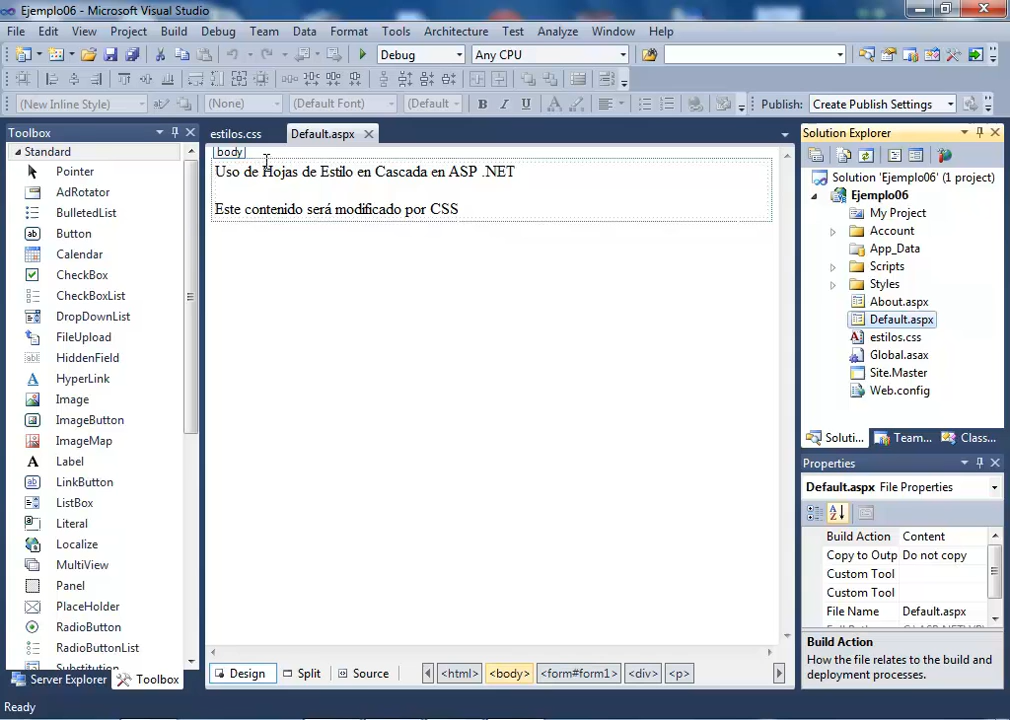 Ejemplo06 - Microsoft Visual Studio
File Edit View Project Build Debug Team Data Format Tools Architecture Test Analyze Window Help
Debug Any CPU
(New Inline Style) (None) (Default Font) (Default B I U A Publish: Create Publish Settings
Toolbox
Standard
Pointer
AdRotator
BulletedList
Button
Calendar
CheckBox
CheckBoxList
DropDownList
FileUpload
HiddenField
HyperLink
Image
ImageButton
ImageMap
Label
LinkButton
ListBox
Literal
Localize
MultiView
Panel
PlaceHolder
RadioButton
RadioButtonList
Substitution
Server Explorer Toolbox
estilos.css Default.aspx
body
Uso de Hojas de Estilo en Cascada en ASP .NET
Este contenido será modificado por CSS
Design Split Source <html> <body> <form#form1> <div> <p>
Solution Explorer
Solution 'Ejemplo06' (1 project)
Ejemplo06
My Project
Account
App_Data
Scripts
Styles
About.aspx
Default.aspx
estilos.css
Global.asax
Site.Master
Web.config
Soluti... Team... Class...
Properties
Default.aspx File Properties
Build Action Content
Copy to Outp Do not copy
Custom Tool
Custom Tool
File Name Default.aspx
Build Action
How the file relates to the build and
deployment processes.
Ready